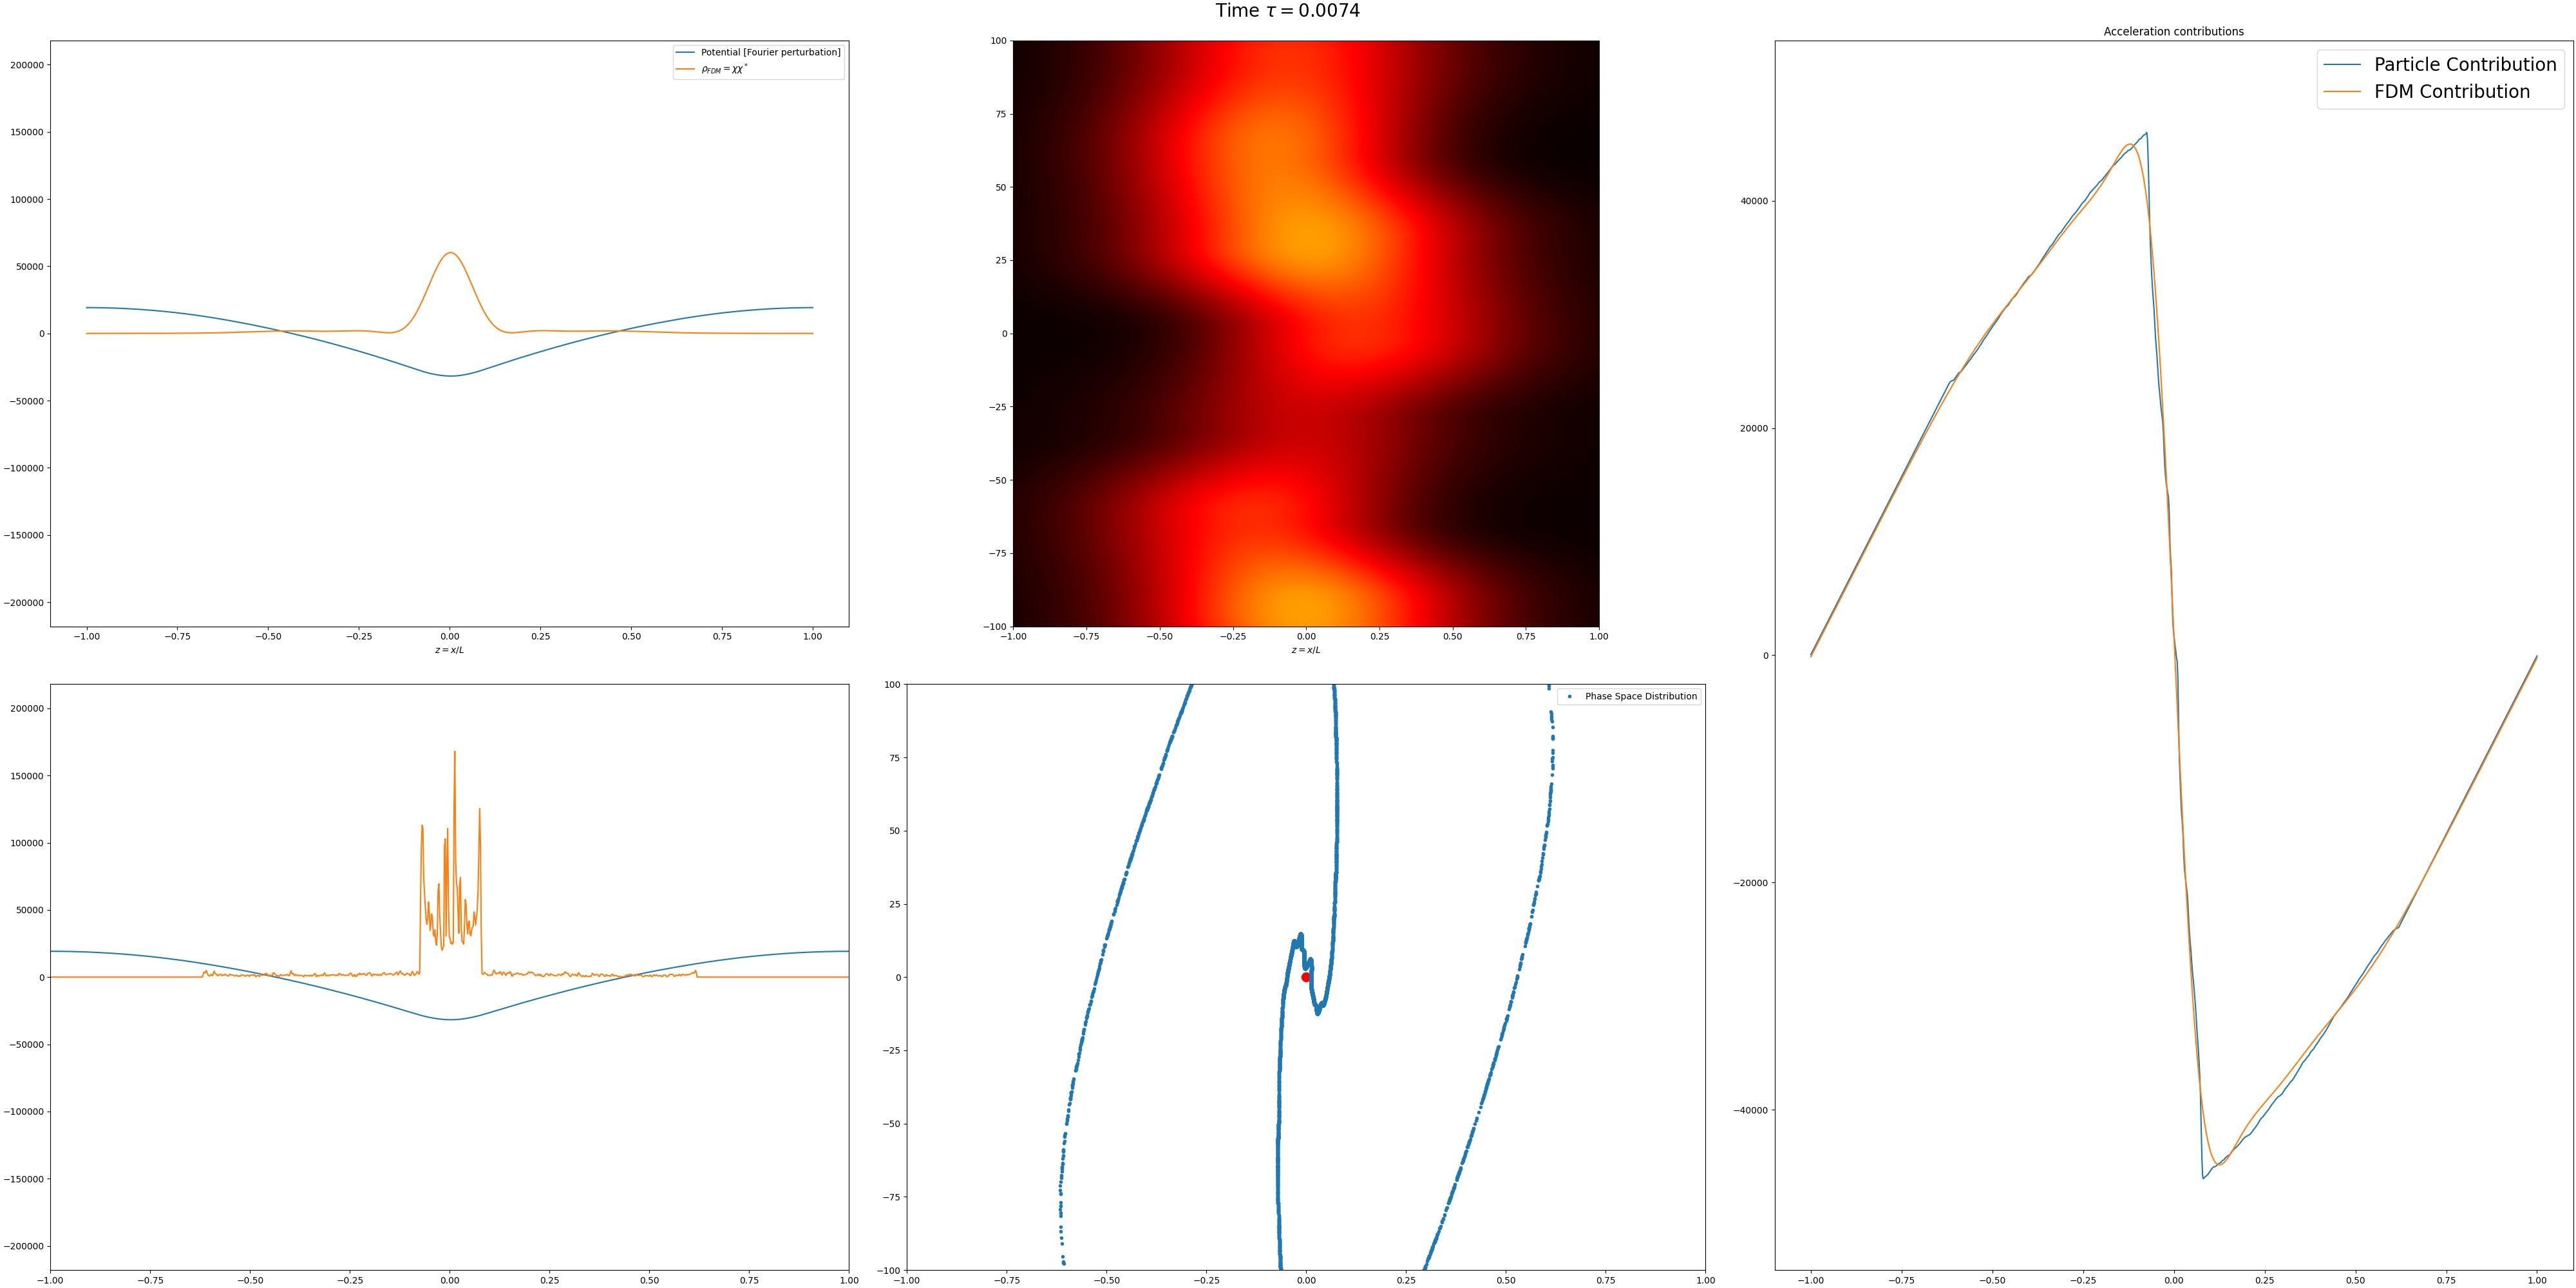 Time τ = 0.0074
Potential [Fourier perturbation]
ρFDM = χχ*
200000
150000
100000
50000
0
−50000
−100000
−150000
−200000
−1.00 −0.75 −0.50 −0.25 0.00 0.25 0.50 0.75 1.00
z = x/L
100
75
50
25
0
−25
−50
−75
−100
−1.00 −0.75 −0.50 −0.25 0.00 0.25 0.50 0.75 1.00
z = x/L
Acceleration contributions
Particle Contribution
FDM Contribution
40000
20000
0
−20000
−40000
−1.00 −0.75 −0.50 −0.25 0.00 0.25 0.50 0.75 1.00
200000
150000
100000
50000
0
−50000
−100000
−150000
−200000
−1.00 −0.75 −0.50 −0.25 0.00 0.25 0.50 0.75 1.00
Phase Space Distribution
100
75
50
25
0
−25
−50
−75
−100
−1.00 −0.75 −0.50 −0.25 0.00 0.25 0.50 0.75 1.00